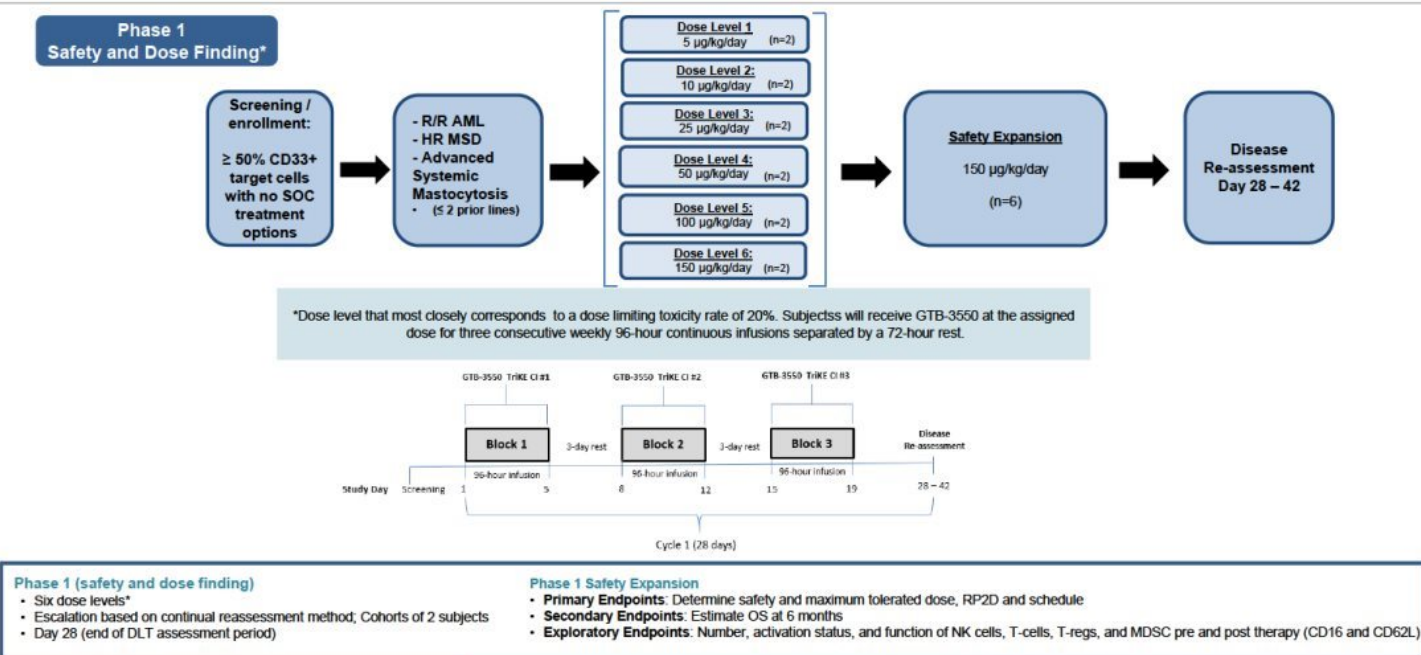 Phase 1
Safety and Dose Finding*
Screening /
enrollment:
≥ 50% CD33+
target cells
with no SOC
treatment
options
- R/R AML
- HR MSD
- Advanced
Systemic
Mastocytosis
• (≤ 2 prior lines)
Dose Level 1
5 µg/kg/day (n=2)
Dose Level 2:
10 µg/kg/day (n=2)
Dose Level 3:
25 µg/kg/day (n=2)
Dose Level 4:
50 µg/kg/day (n=2)
Dose Level 5:
100 µg/kg/day (n=2)
Dose Level 6:
150 µg/kg/day (n=2)
Safety Expansion
150 µg/kg/day
(n=6)
Disease
Re-assessment
Day 28 – 42
*Dose level that most closely corresponds to a dose limiting toxicity rate of 20%. Subjectss will receive GTB-3550 at the assigned
dose for three consecutive weekly 96-hour continuous infusions separated by a 72-hour rest.
GTB-3550 TriKE CI #1 GTB-3550 TriKE CI #2 GTB-3550 TriKE CI #3
Block 1 3-day rest Block 2 3-day rest Block 3
Disease
Re-assessment
96-hour infusion 96-hour infusion 96-hour infusion
Study Day Screening 1 5 8 12 15 19 28 – 42
Cycle 1 (28 days)
Phase 1 (safety and dose finding)
• Six dose levels*
• Escalation based on continual reassessment method; Cohorts of 2 subjects
• Day 28 (end of DLT assessment period)
Phase 1 Safety Expansion
• Primary Endpoints: Determine safety and maximum tolerated dose, RP2D and schedule
• Secondary Endpoints: Estimate OS at 6 months
• Exploratory Endpoints: Number, activation status, and function of NK cells, T-cells, T-regs, and MDSC pre and post therapy (CD16 and CD62L)